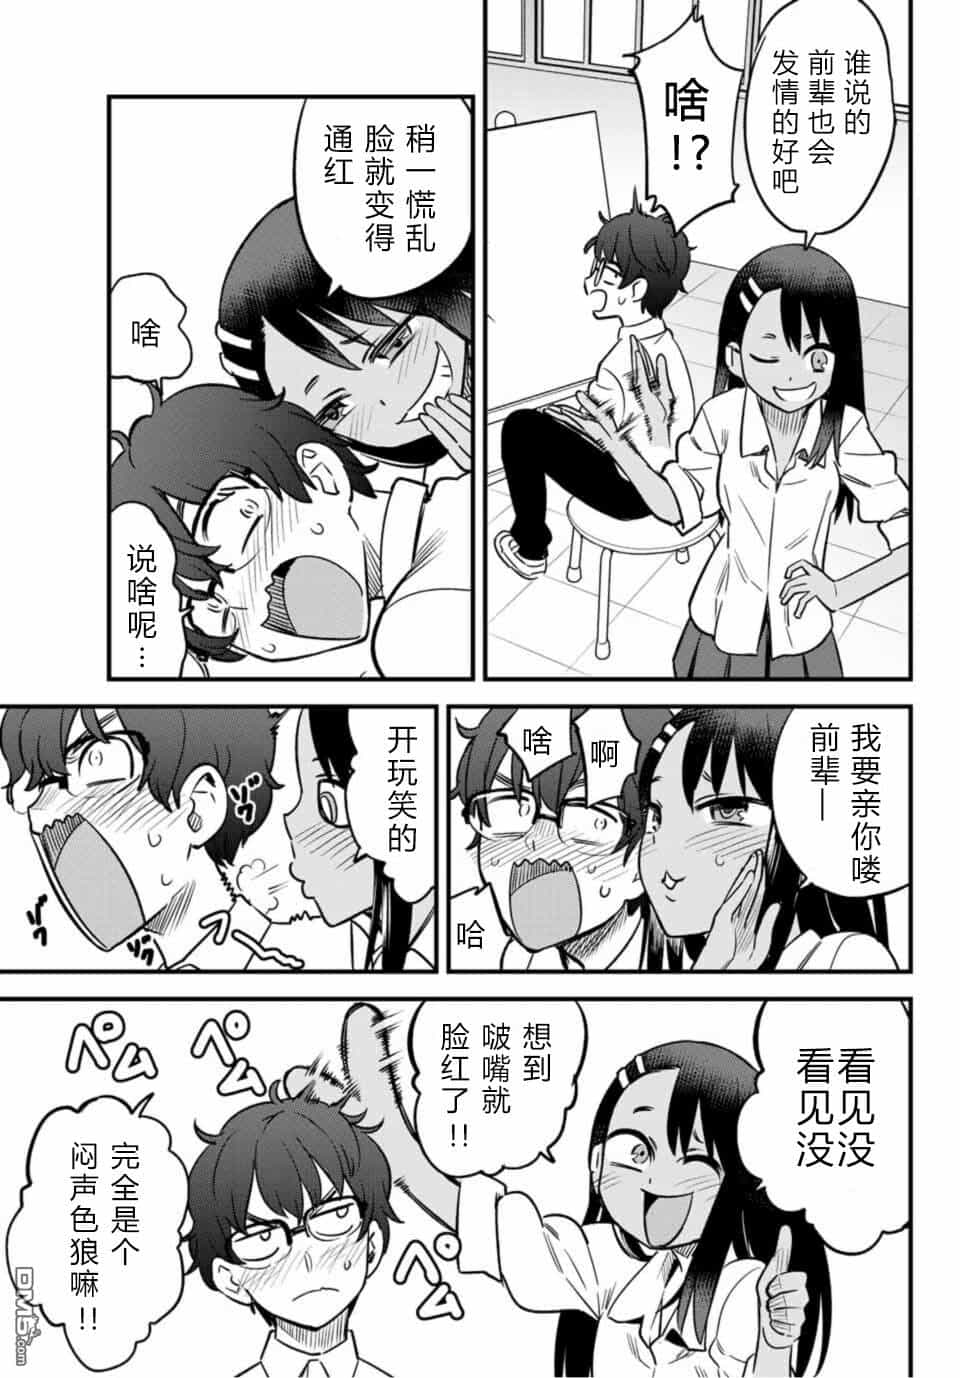 谁说的
前辈也会
发情的好吧
啥
!?
稍一慌乱
脸就变得
通红
啥
说啥呢…
我要亲你喽
前辈—
啊
啥
哈
开玩笑的
看见没
看见没
想到
啵嘴就
脸红了!!
ペム
ペム
完全是个
闷声色狼嘛!!
DM5.com